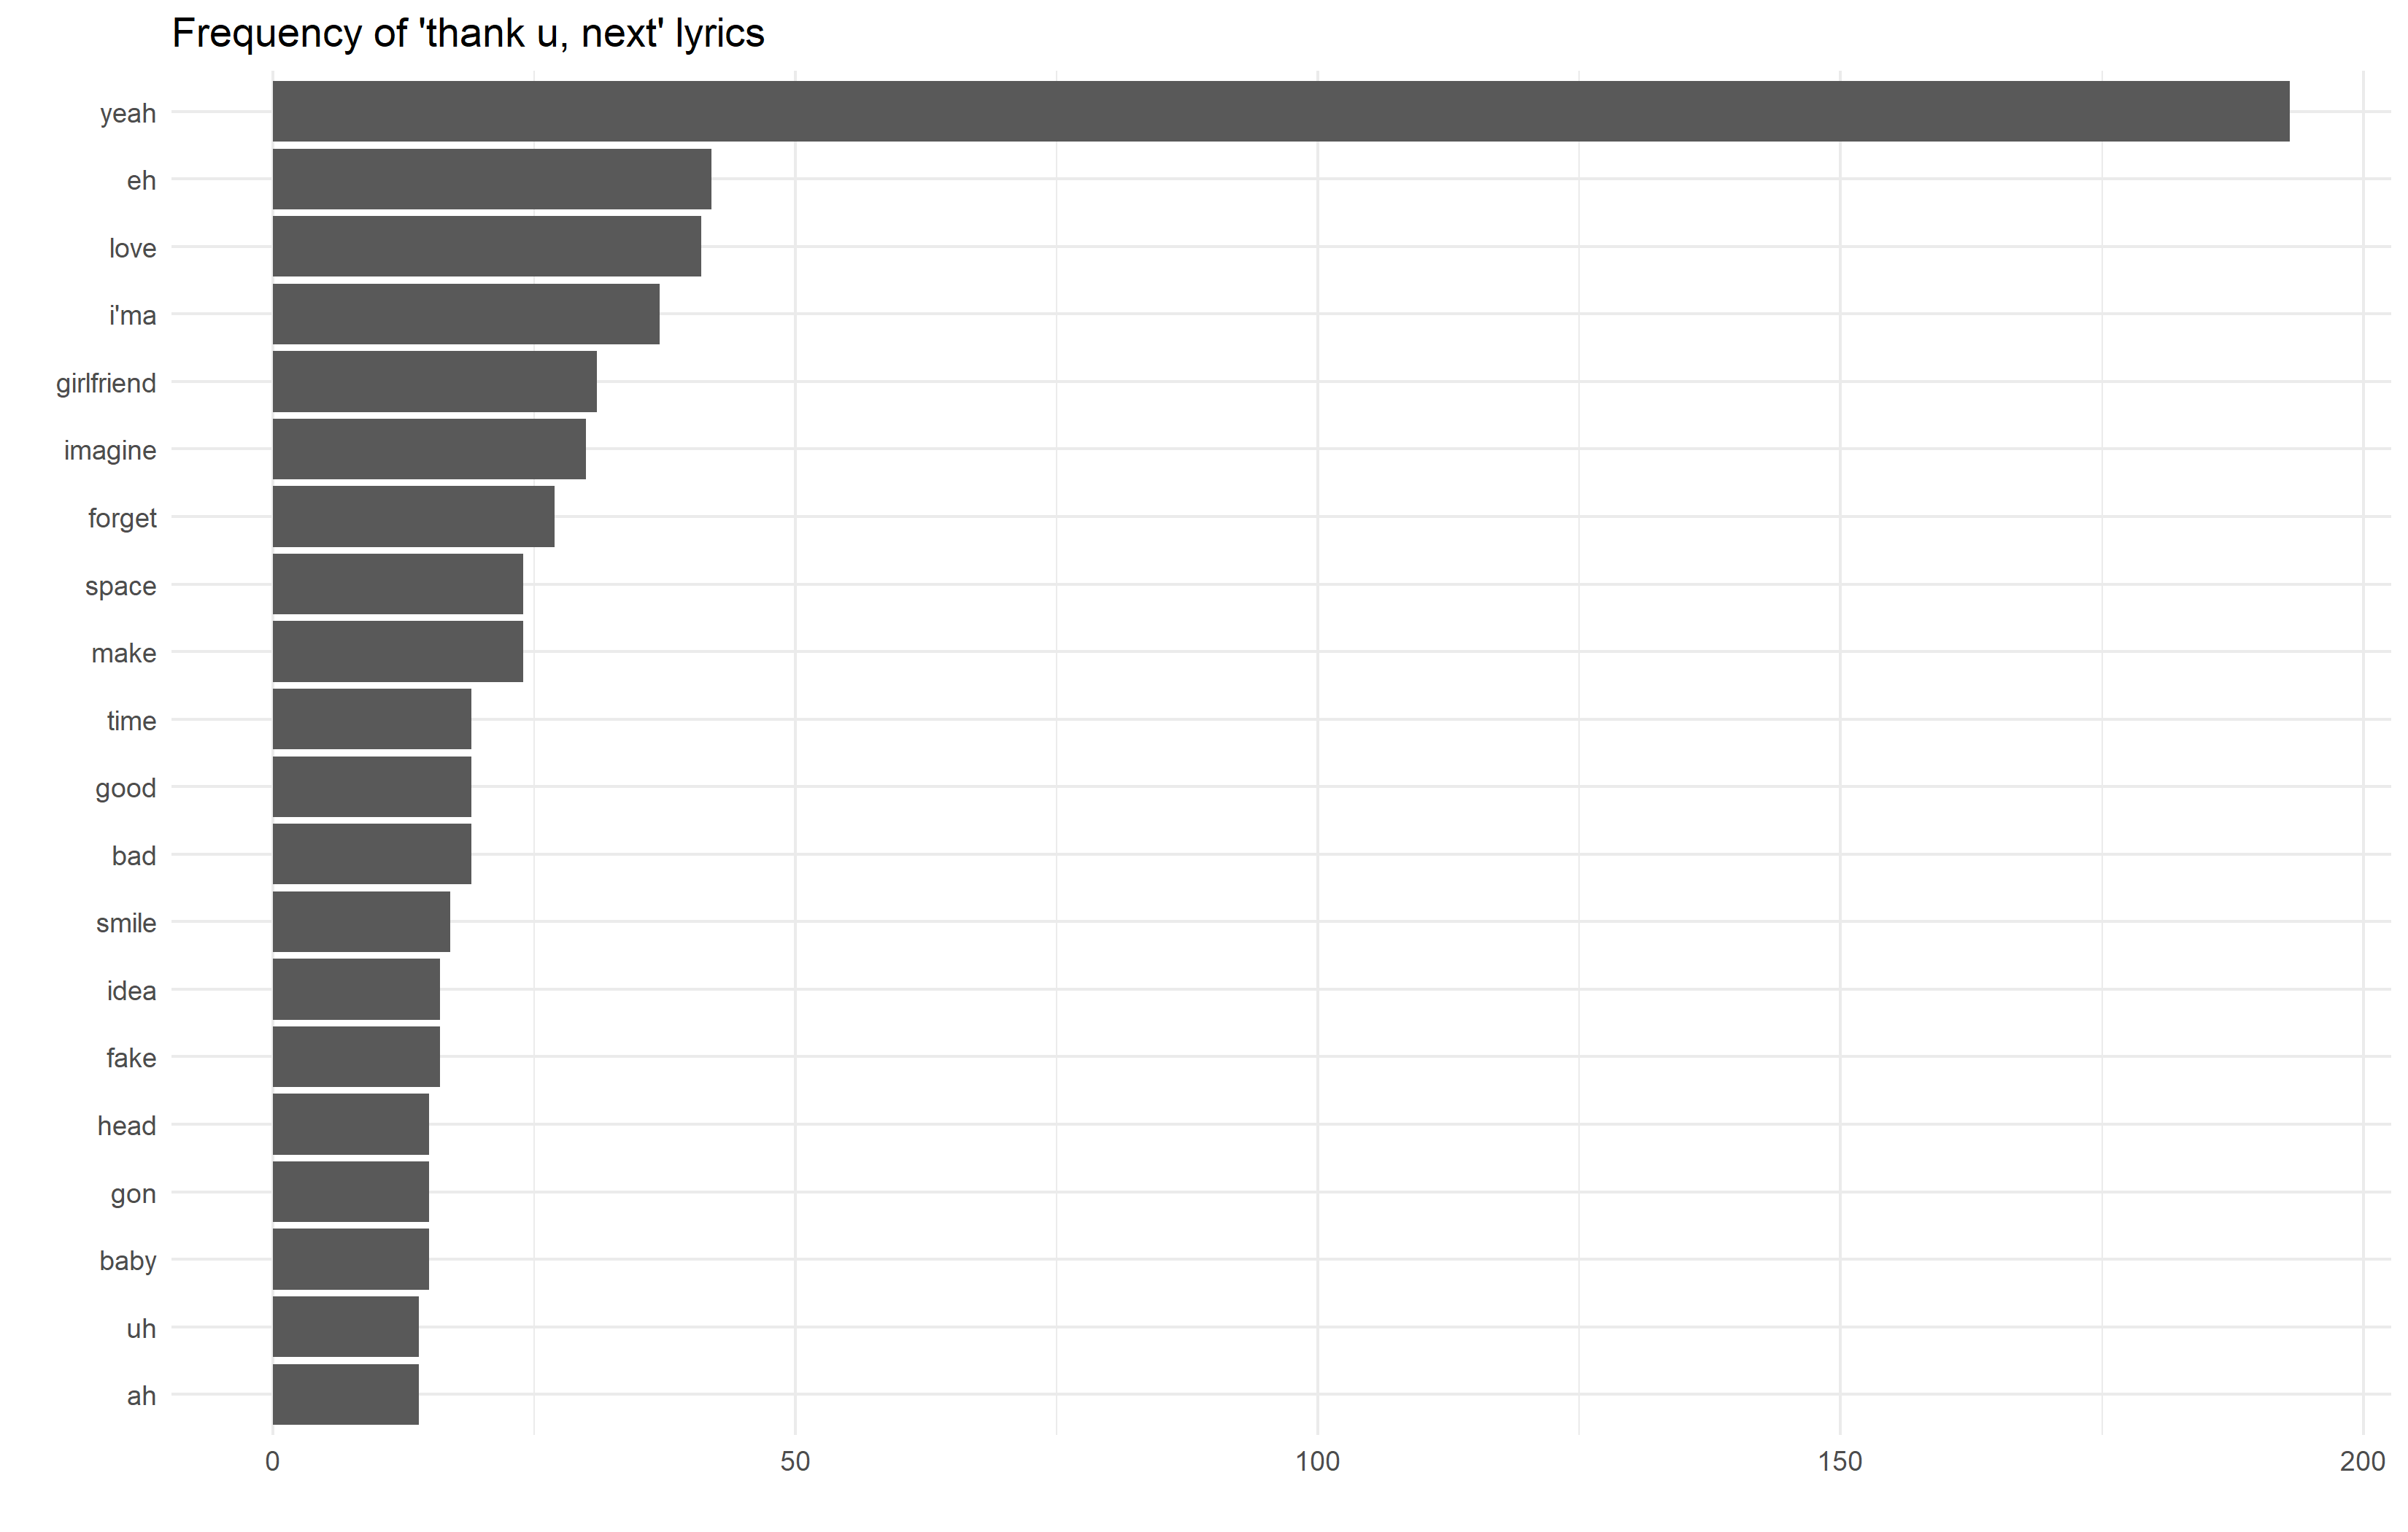 Frequency of 'thank u, next' lyrics
yeah
eh
love
i'ma
girlfriend
imagine
forget
space
make
time
good
bad
smile
idea
fake
head
gon
baby
uh
ah
0 50 100 150 200